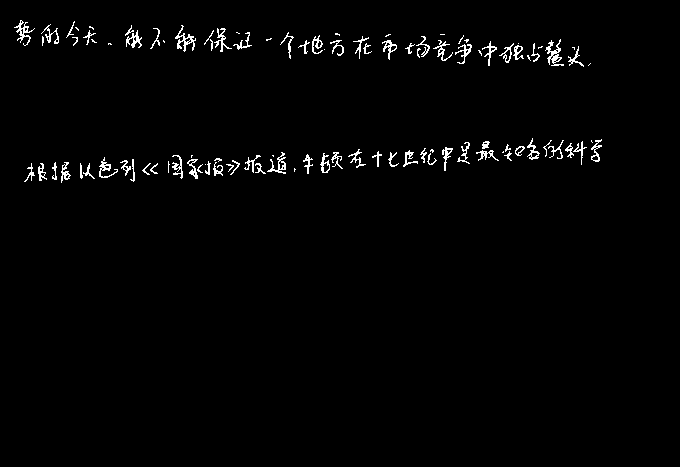 势的今天,能不能保证一个地方在市场竞争中独占鳌头,
根据以色列《国家报》报道,牛顿在十七世纪中是最知名的科学